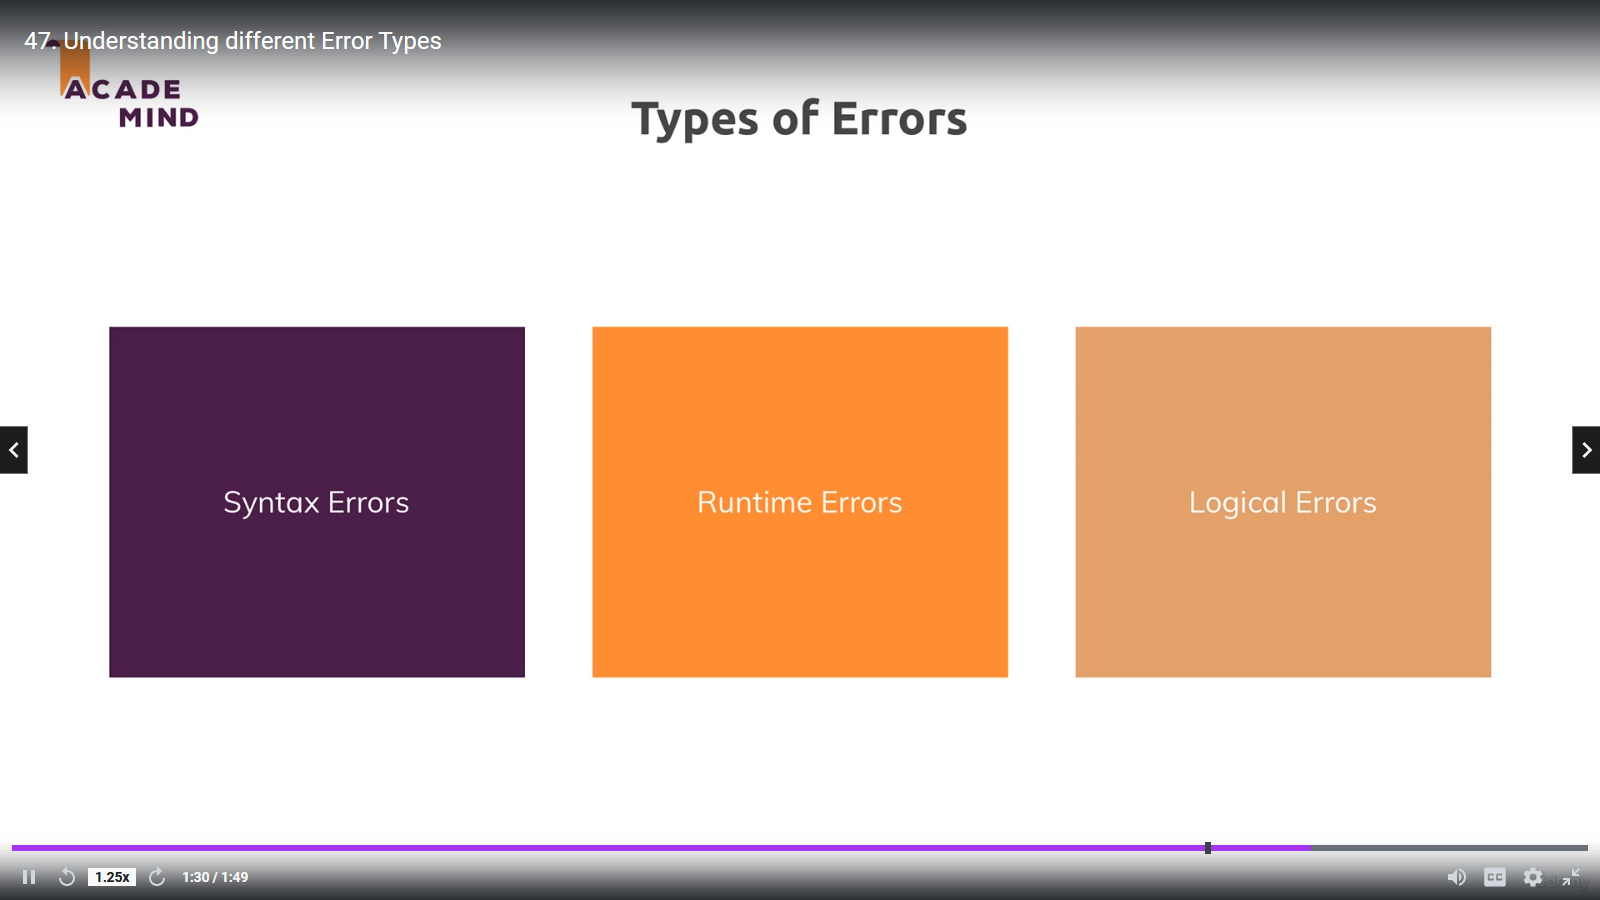 47. Understanding different Error Types
ACADE
MIND
Types of Errors
Syntax Errors
Runtime Errors
Logical Errors
1.25x
1:30 / 1:49
CC